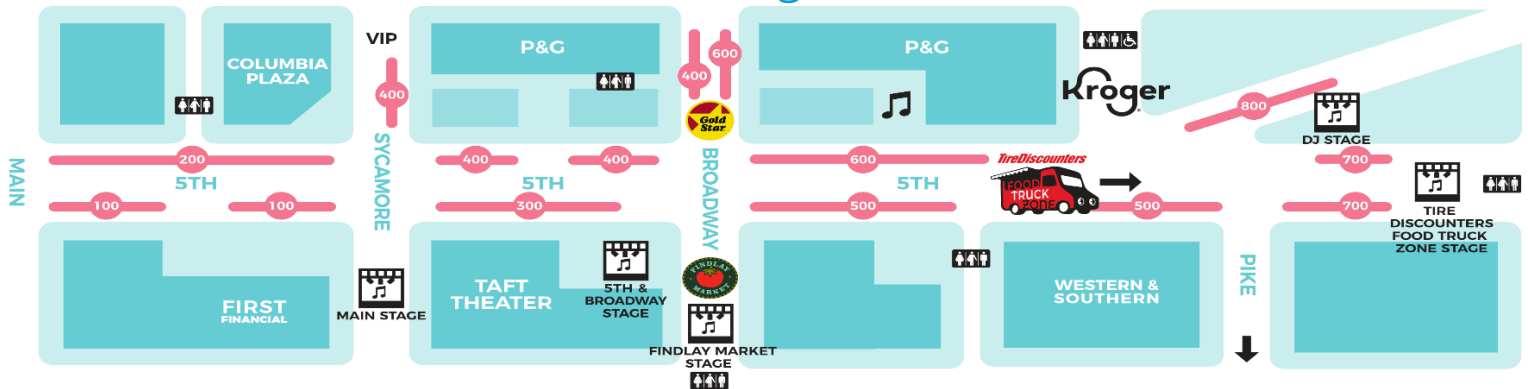 VIP
P&G
600
P&G
COLUMBIA
PLAZA
400
400
Kroger
800
Gold
Star
SYCAMORE
DJ STAGE
MAIN
200
400
400
BROADWAY
600
TireDiscounters
700
5TH
5TH
5TH
FOOD
TRUCK
ZONE
100
100
300
500
500
700
TIRE
DISCOUNTERS
FOOD TRUCK
ZONE STAGE
FINDLAY
MARKET
PIKE
TAFT
THEATER
5TH &
BROADWAY
STAGE
WESTERN &
SOUTHERN
FIRST
FINANCIAL
MAIN STAGE
FINDLAY MARKET
STAGE